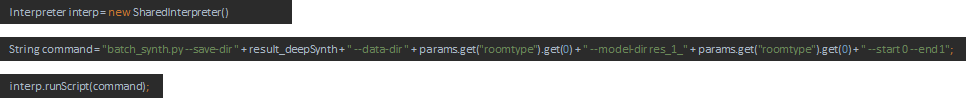 Interpreter interp= new SharedInterpreter()
String command= "batch_synth.py --save-dir " + result_deepSynth + " --data-dir " + params.get("roomtype").get(0) + " --model-dir res_1_" + params.get("roomtype").get(0) + " --start 0 --end 1";
interp.runScript(command);